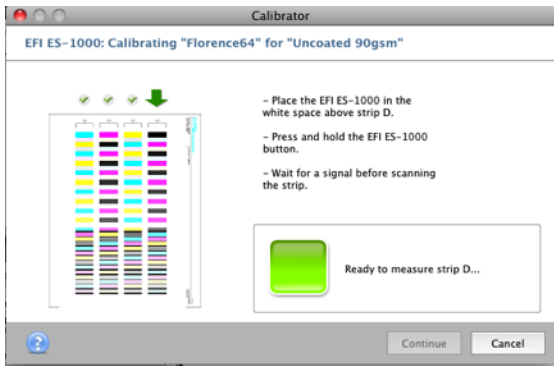 Calibrator
EFI ES-1000: Calibrating "Florence64" for "Uncoated 90gsm"
- Place the EFI ES-1000 in the
white space above strip D.
- Press and hold the EFI ES-1000
button.
- Wait for a signal before scanning
the strip.
Ready to measure strip D...
?
Continue
Cancel